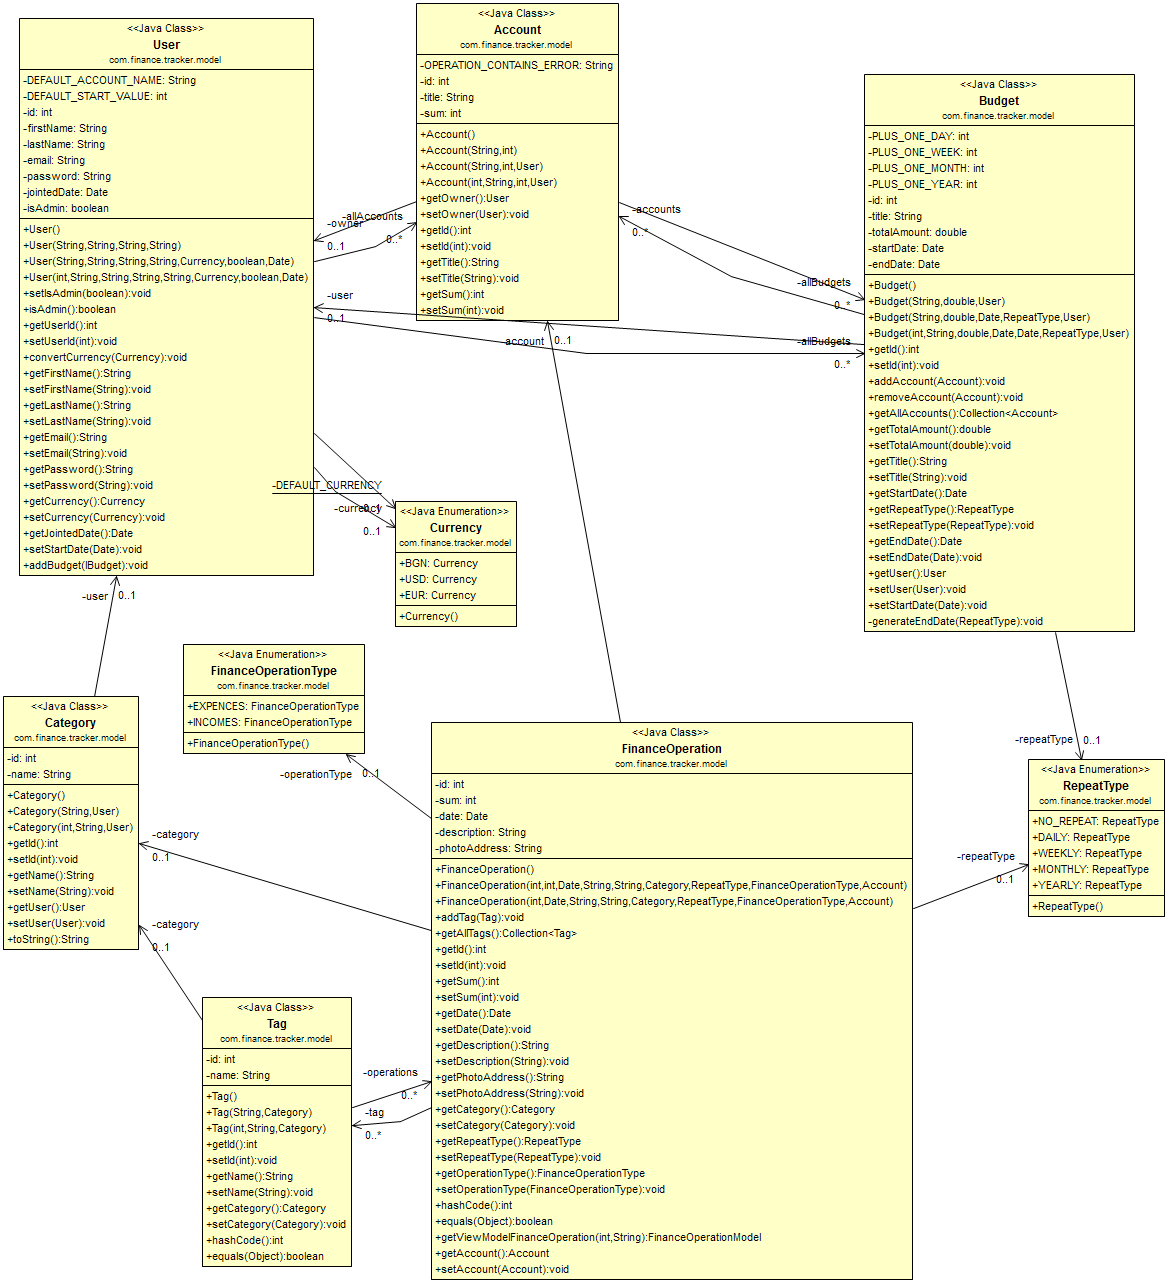 <<Java Class>>
User
com.finance.tracker.model
-DEFAULT_ACCOUNT_NAME: String
-DEFAULT_START_VALUE: int
-id: int
-firstName: String
-lastName: String
-email: String
-password: String
-jointedDate: Date
-isAdmin: boolean
+User()
+User(String,String,String,String)
+User(String,String,String,String,Currency,boolean,Date)
+User(int,String,String,String,String,Currency,boolean,Date)
+setIsAdmin(boolean):void
+isAdmin():boolean
+getUserId():int
+setUserId(int):void
+convertCurrency(Currency):void
+getFirstName():String
+setFirstName(String):void
+getLastName():String
+setLastName(String):void
+getEmail():String
+setEmail(String):void
+getPassword():String
+setPassword(String):void
+getCurrency():Currency
+setCurrency(Currency):void
+getJointedDate():Date
+setStartDate(Date):void
+addBudget(IBudget):void
<<Java Class>>
Account
com.finance.tracker.model
-OPERATION_CONTAINS_ERROR: String
-id: int
-title: String
-sum: int
+Account()
+Account(String,int)
+Account(String,int,User)
+Account(int,String,int,User)
+getOwner():User
+setOwner(User):void
+getId():int
+setId(int):void
+getTitle():String
+setTitle(String):void
+getSum():int
+setSum(int):void
<<Java Class>>
Budget
com.finance.tracker.model
-PLUS_ONE_DAY: int
-PLUS_ONE_WEEK: int
-PLUS_ONE_MONTH: int
-PLUS_ONE_YEAR: int
-id: int
-title: String
-totalAmount: double
-startDate: Date
-endDate: Date
+Budget()
+Budget(String,double,User)
+Budget(String,double,Date,RepeatType,User)
+Budget(int,String,double,Date,Date,RepeatType,User)
+getId():int
+setId(int):void
+addAccount(Account):void
+removeAccount(Account):void
+getAllAccounts():Collection<Account>
+getTotalAmount():double
+setTotalAmount(double):void
+getTitle():String
+setTitle(String):void
+getStartDate():Date
+getRepeatType():RepeatType
+setRepeatType(RepeatType):void
+getEndDate():Date
+setEndDate(Date):void
+getUser():User
+setUser(User):void
+setStartDate(Date):void
-generateEndDate(RepeatType):void
-allAccounts
-owner
0..1
0..*
-accounts
0..*
-allBudgets
0..*
-user
0..1
account
0..1
-allBudgets
0..*
-DEFAULT_CURRENCY
0..1
-currency
0..1
<<Java Enumeration>>
Currency
com.finance.tracker.model
+BGN: Currency
+USD: Currency
+EUR: Currency
+Currency()
-user
0..1
<<Java Enumeration>>
FinanceOperationType
com.finance.tracker.model
+EXPENCES: FinanceOperationType
+INCOMES: FinanceOperationType
+FinanceOperationType()
-operationType
0..1
<<Java Class>>
Category
com.finance.tracker.model
-id: int
-name: String
+Category()
+Category(String,User)
+Category(int,String,User)
+getId():int
+setId(int):void
+getName():String
+setName(String):void
+getUser():User
+setUser(User):void
+toString():String
-category
0..1
-category
0..1
<<Java Class>>
FinanceOperation
com.finance.tracker.model
-id: int
-sum: int
-date: Date
-description: String
-photoAddress: String
+FinanceOperation()
+FinanceOperation(int,int,Date,String,String,Category,RepeatType,FinanceOperationType,Account)
+FinanceOperation(int,Date,String,String,Category,RepeatType,FinanceOperationType,Account)
+addTag(Tag):void
+getAllTags():Collection<Tag>
+getId():int
+setId(int):void
+getSum():int
+setSum(int):void
+getDate():Date
+setDate(Date):void
+getDescription():String
+setDescription(String):void
+getPhotoAddress():String
+setPhotoAddress(String):void
+getCategory():Category
+setCategory(Category):void
+getRepeatType():RepeatType
+setRepeatType(RepeatType):void
+getOperationType():FinanceOperationType
+setOperationType(FinanceOperationType):void
+hashCode():int
+equals(Object):boolean
+getViewModelFinanceOperation(int,String):FinanceOperationModel
+getAccount():Account
+setAccount(Account):void
-repeatType
0..1
-repeatType
0..1
<<Java Enumeration>>
RepeatType
com.finance.tracker.model
+NO_REPEAT: RepeatType
+DAILY: RepeatType
+WEEKLY: RepeatType
+MONTHLY: RepeatType
+YEARLY: RepeatType
+RepeatType()
<<Java Class>>
Tag
com.finance.tracker.model
-id: int
-name: String
+Tag()
+Tag(String,Category)
+Tag(int,String,Category)
+getId():int
+setId(int):void
+getName():String
+setName(String):void
+getCategory():Category
+setCategory(Category):void
+hashCode():int
+equals(Object):boolean
-operations
0..*
-tag
0..*